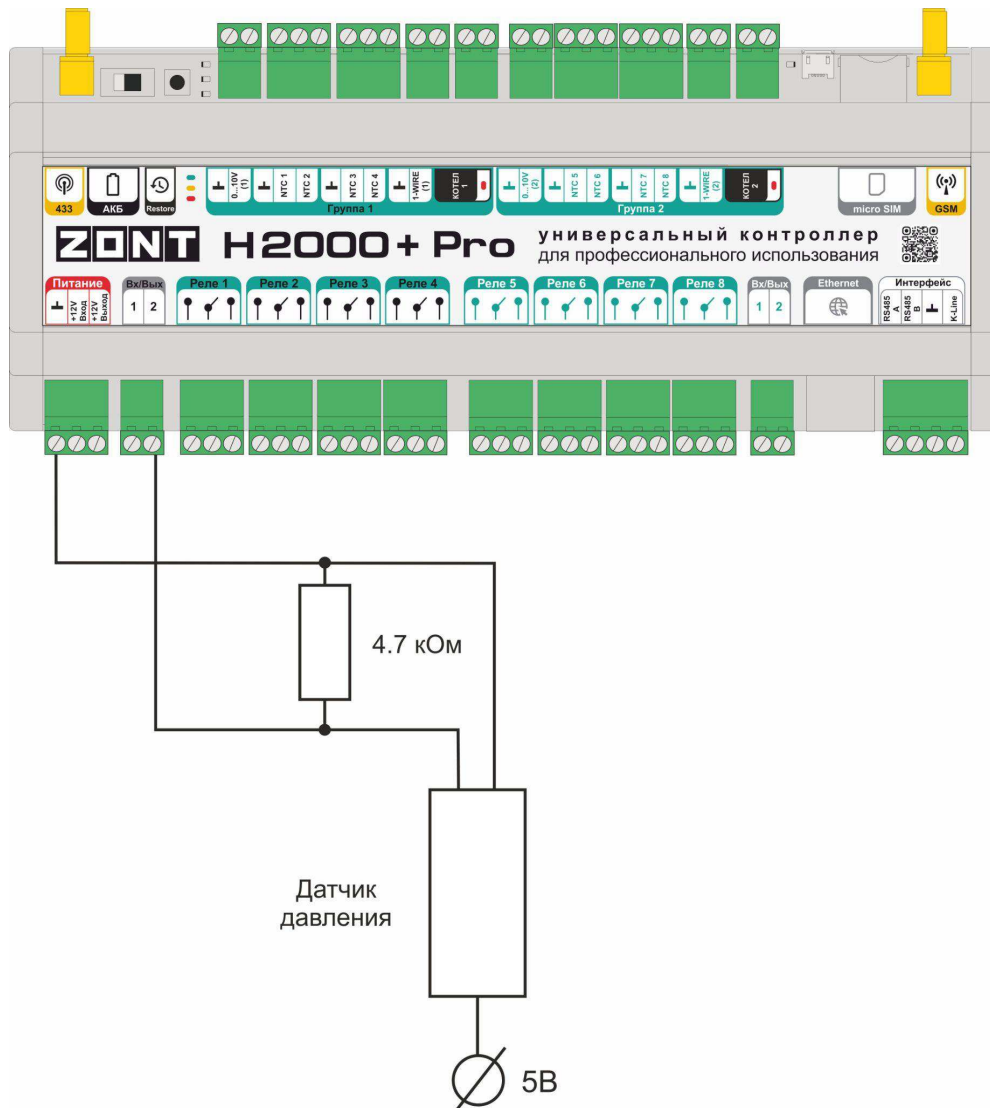 433
АКБ
Restore
0...10V (1)
NTC 1
NTC 2
NTC 3
NTC 4
1-WIRE (1)
КОТЕЛ 1
Группа 1
0...10V (2)
NTC 5
NTC 6
NTC 7
NTC 8
1-WIRE (2)
КОТЕЛ 2
Группа 2
micro SIM
GSM
ZONT H2000+ Pro
универсальный контроллер
для профессионального использования
Питание
+12V Вход
+12V Выход
Вх/Вых
1 2
Реле 1
Реле 2
Реле 3
Реле 4
Реле 5
Реле 6
Реле 7
Реле 8
Вх/Вых
1 2
Ethernet
Интерфейс
RS485 A
RS485 B
K-Line
4.7 кОм
Датчик
давления
5В